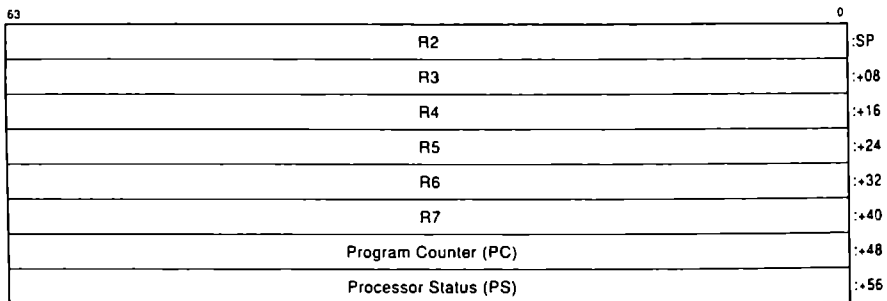 63 0
R2 :SP
R3 :+08
R4 :+16
R5 :+24
R6 :+32
R7 :+40
Program Counter (PC) :+48
Processor Status (PS) :+56